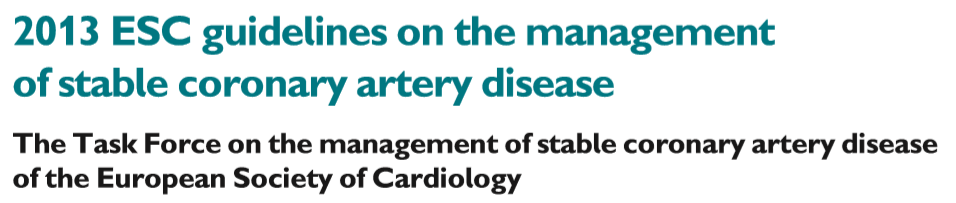 2013 ESC guidelines on the management
of stable coronary artery disease
The Task Force on the management of stable coronary artery disease
of the European Society of Cardiology